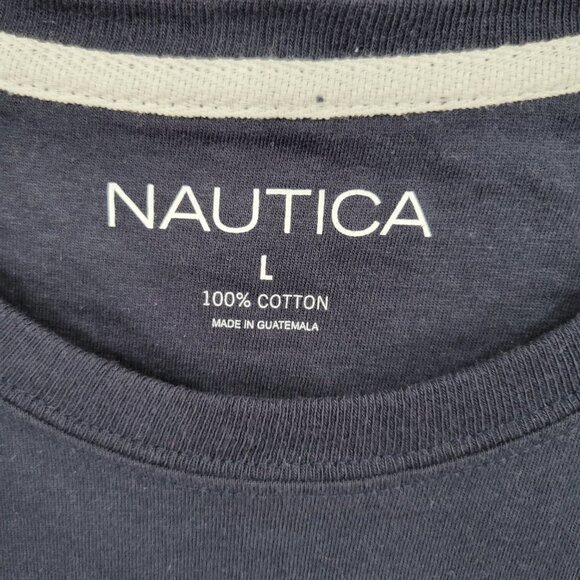 NAUTICA
L
100% COTTON
MADE IN GUATEMALA